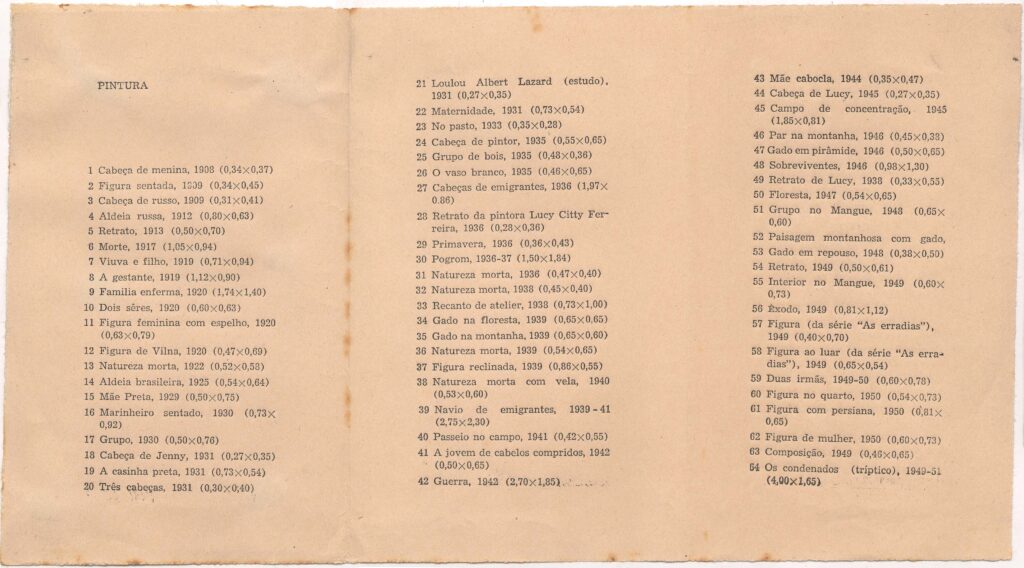 PINTURA
1 Cabeça de menina, 1908 (0,34×0,37)
2 Figura sentada, 1909 (0,34×0,45)
3 Cabeça de russo, 1909 (0,31×0,41)
4 Aldeia russa, 1912 (0,80×0,63)
5 Retrato, 1913 (0,50×0,70)
6 Morte, 1917 (1,05×0,94)
7 Viuva e filho, 1919 (0,71×0,94)
8 A gestante, 1919 (1,12×0,90)
9 Familia enferma, 1920 (1,74×1,40)
10 Dois sêres, 1920 (0,60×0,63)
11 Figura feminina com espelho, 1920
(0,63×0,79)
12 Figura de Vilna, 1920 (0,47×0,69)
13 Natureza morta, 1922 (0,52×0,58)
14 Aldeia brasileira, 1925 (0,54×0,64)
15 Mãe Preta, 1929 (0,50×0,75)
16 Marinheiro sentado, 1930 (0,73×
0,92)
17 Grupo, 1930 (0,50×0,76)
18 Cabeça de Jenny, 1931 (0,27×0,35)
19 A casinha preta, 1931 (0,73×0,54)
20 Três cabeças, 1931 (0,30×0,40)
21 Loulou Albert Lazard (estudo),
1931 (0,27×0,35)
22 Maternidade, 1931 (0,73×0,54)
23 No pasto, 1933 (0,35×0,28)
24 Cabeça de pintor, 1935 (0,55×0,65)
25 Grupo de bois, 1935 (0,48×0,36)
26 O vaso branco, 1935 (0,46×0,65)
27 Cabeças de emigrantes, 1936 (1,97×
0.86)
28 Retrato da pintora Lucy Citty Fer-
reira, 1936 (0,28×0,36)
29 Primavera, 1936 (0,36×0,43)
30 Pogrom, 1936-37 (1,50×1,84)
31 Natureza morta, 1936 (0,47×0,40)
32 Natureza morta, 1938 (0,45×0,40)
33 Recanto de atelier, 1938 (0,73×1,00)
34 Gado na floresta, 1939 (0,65×0,65)
35 Gado na montanha, 1939 (0,65×0,60)
36 Natureza morta, 1939 (0,54×0,65)
37 Figura reclinada, 1939 (0,86×0,55)
38 Natureza morta com vela, 1940
(0,53×0,60)
39 Navio de emigrantes, 1939-41
(2,75×2,30)
40 Passeio no campo, 1941 (0,42×0,55)
41 A jovem de cabelos compridos, 1942
(0,50×0,65)
42 Guerra, 1942 (2,70×1,85)
43 Mãe cabocla, 1944 (0,35×0,47)
44 Cabeça de Lucy, 1945 (0,27×0,35)
45 Campo de concentração, 1945
(1,85×0,81)
46 Par na montanha, 1946 (0,45×0,38)
47 Gado em pirâmide, 1946 (0,50×0,65)
48 Sobreviventes, 1946 (0,98×1,30)
49 Retrato de Lucy, 1938 (0,33×0,55)
50 Floresta, 1947 (0,54×0,65)
51 Grupo no Mangue, 1948 (0,65×
0,60)
52 Paisagem montanhosa com gado,
53 Gado em repouso, 1948 (0,38×0,50)
54 Retrato, 1949 (0,50×0,61)
55 Interior no Mangue, 1949 (0,60×
0,73)
56 Êxodo, 1949 (0,81×1,12)
57 Figura (da série "As erradias"),
1949 (0,40×0,70)
58 Figura ao luar (da série "As erra-
dias"), 1949 (0,65×0,54)
59 Duas irmãs, 1949-50 (0,60×0,78)
60 Figura no quarto, 1950 (0,54×0,73)
61 Figura com persiana, 1950 (0,81×
0,65)
62 Figura de mulher, 1950 (0,60×0,73)
63 Composição, 1949 (0,46×0,65)
64 Os condenados (tríptico), 1949-51
(4,00×1,65)